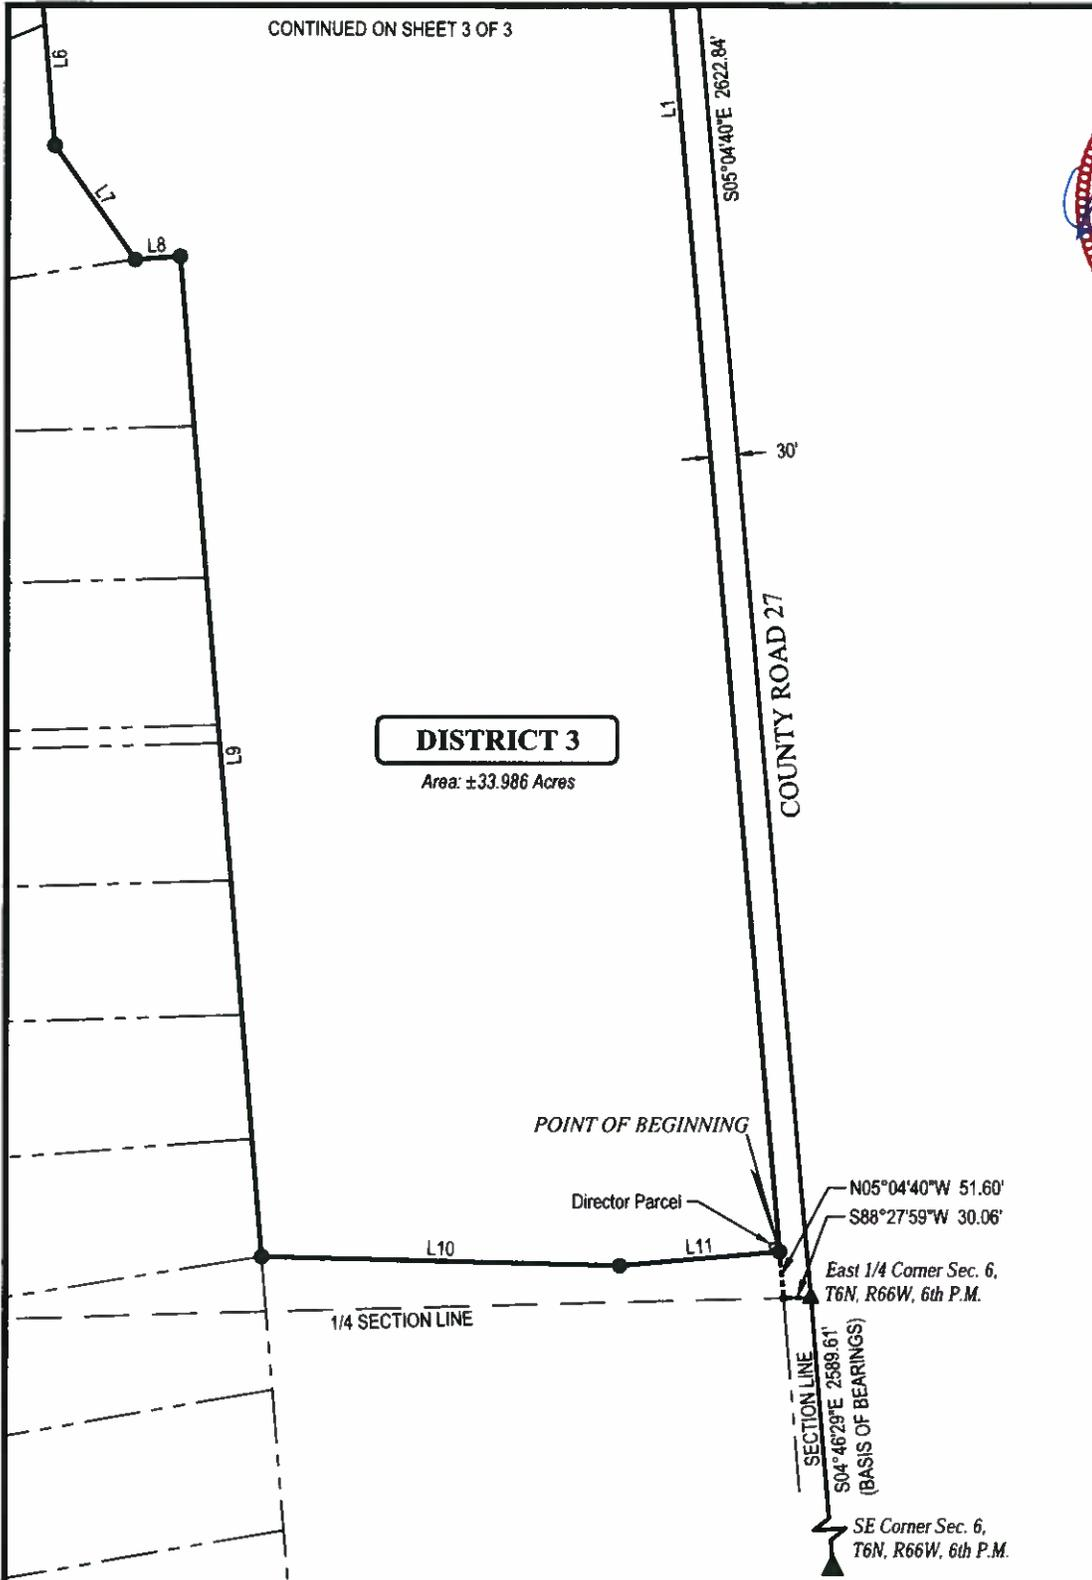 CONTINUED ON SHEET 3 OF 3
L6
L1
S05°04'40"E 2622.84'
L7
L8
30'
COUNTY ROAD 27
DISTRICT 3
Area: ±33.986 Acres
L9
POINT OF BEGINNING
Director Parcel
N05°04'40"W 51.60'
S88°27'59"W 30.06'
L10
L11
East 1/4 Corner Sec. 6,
T6N, R66W, 6th P.M.
1/4 SECTION LINE
SECTION LINE
S04°46'29"E 2589.61'
(BASIS OF BEARINGS)
SE Corner Sec. 6,
T6N, R66W, 6th P.M.